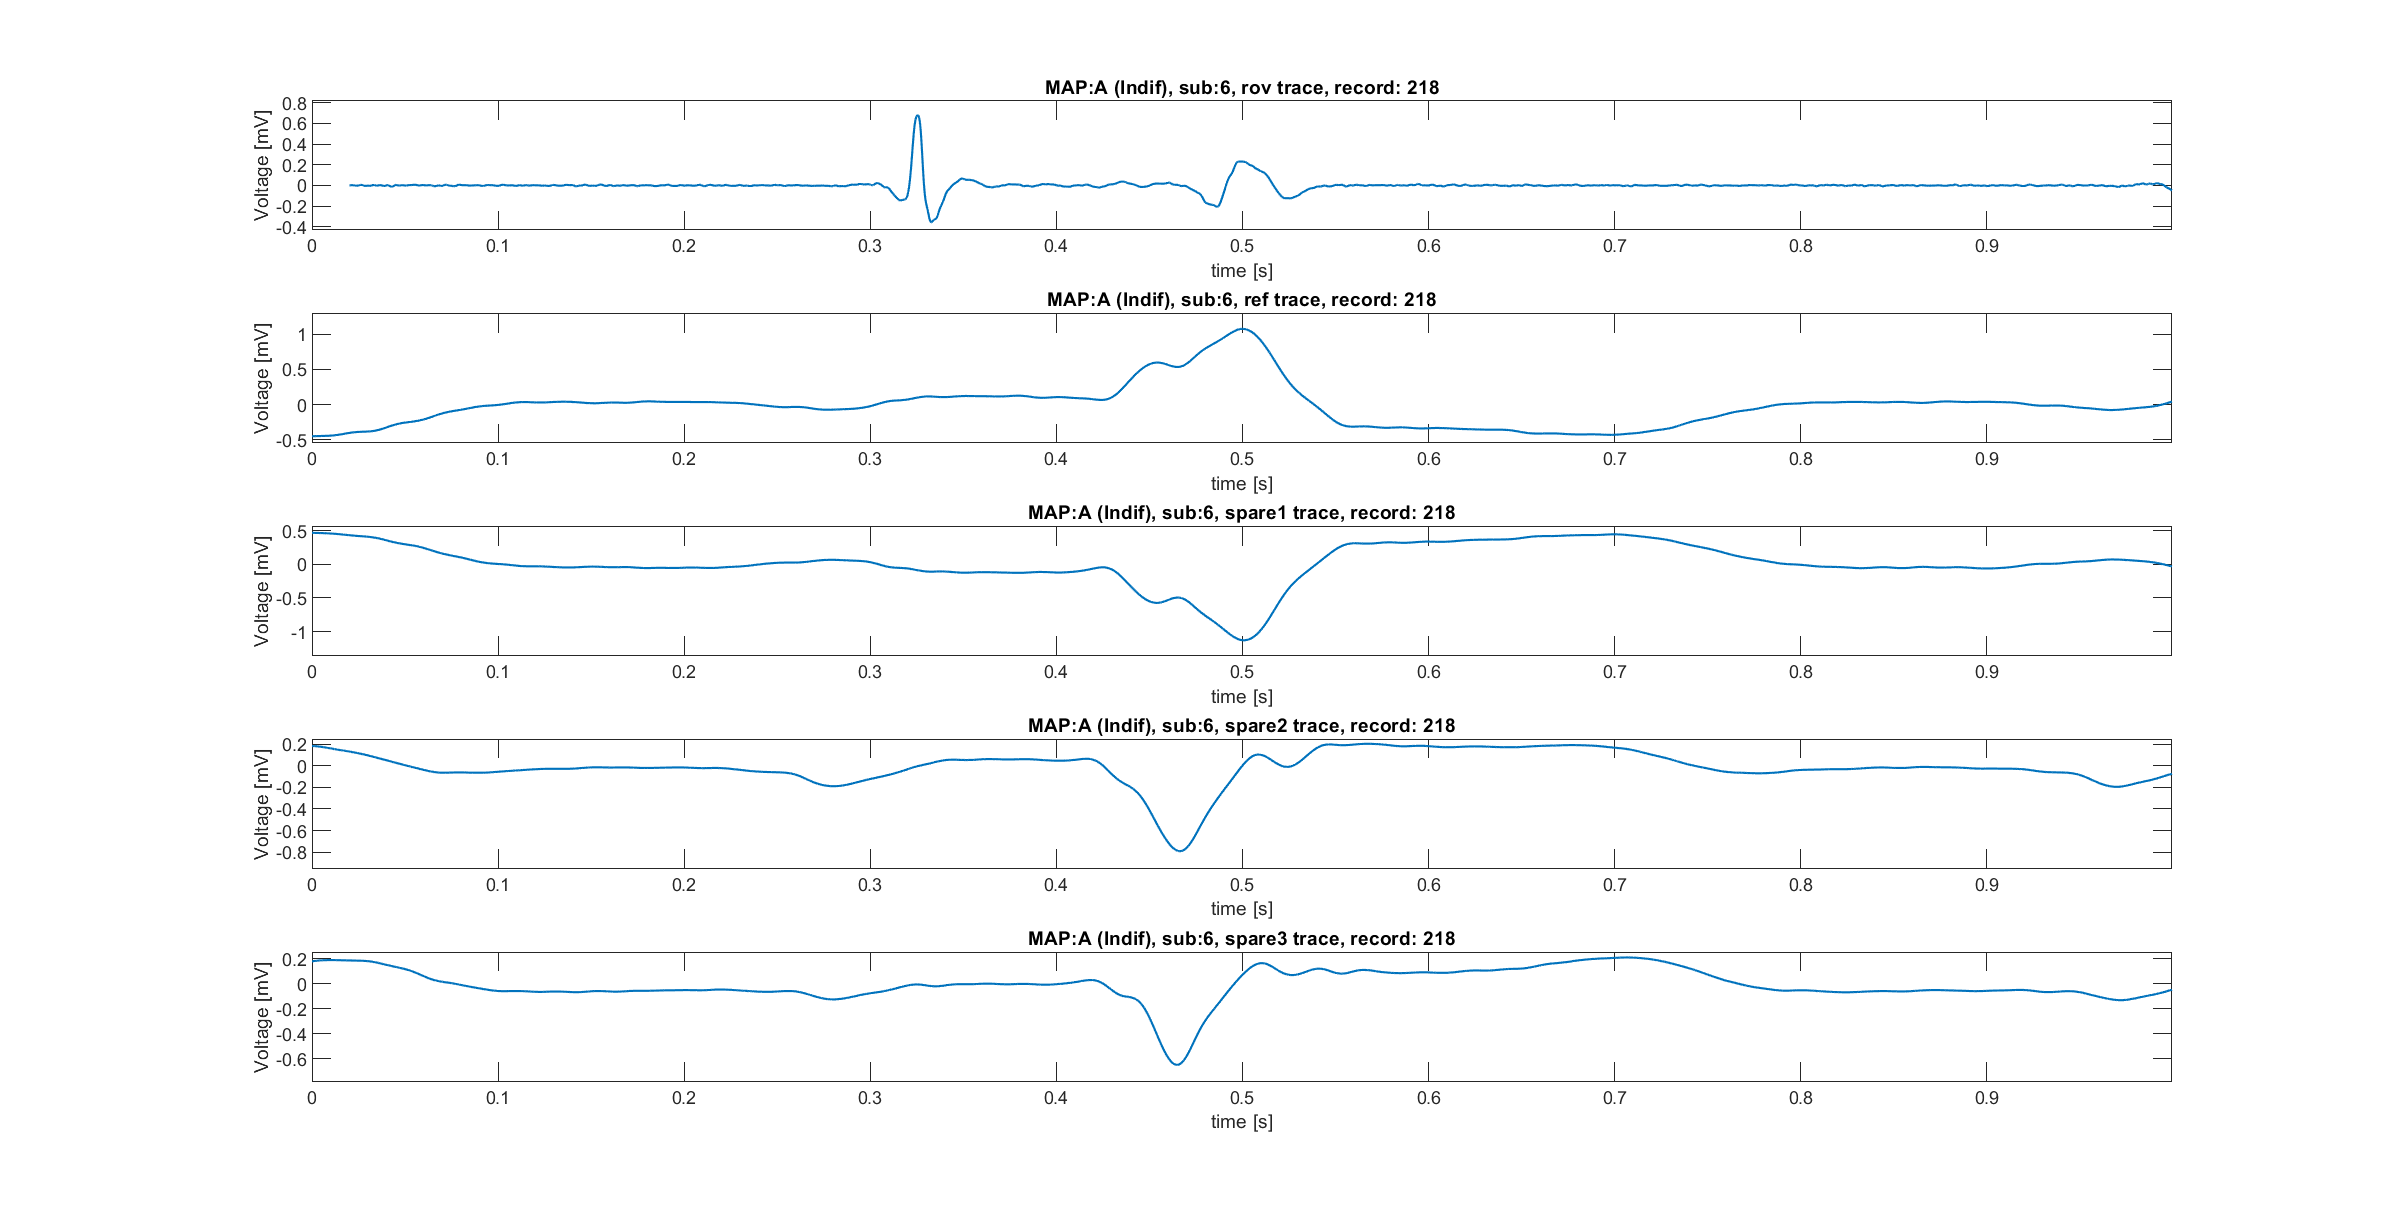 MAP:A (Indif), sub:6, rov trace, record: 218
Voltage [mV]
0.8
0.6
0.4
0.2
0
-0.2
-0.4
0 0.1 0.2 0.3 0.4 0.5 0.6 0.7 0.8 0.9
time [s]
MAP:A (Indif), sub:6, ref trace, record: 218
Voltage [mV]
1
0.5
0
-0.5
0 0.1 0.2 0.3 0.4 0.5 0.6 0.7 0.8 0.9
time [s]
MAP:A (Indif), sub:6, spare1 trace, record: 218
Voltage [mV]
0.5
0
-0.5
-1
0 0.1 0.2 0.3 0.4 0.5 0.6 0.7 0.8 0.9
time [s]
MAP:A (Indif), sub:6, spare2 trace, record: 218
Voltage [mV]
0.2
0
-0.2
-0.4
-0.6
-0.8
0 0.1 0.2 0.3 0.4 0.5 0.6 0.7 0.8 0.9
time [s]
MAP:A (Indif), sub:6, spare3 trace, record: 218
Voltage [mV]
0.2
0
-0.2
-0.4
-0.6
0 0.1 0.2 0.3 0.4 0.5 0.6 0.7 0.8 0.9
time [s]